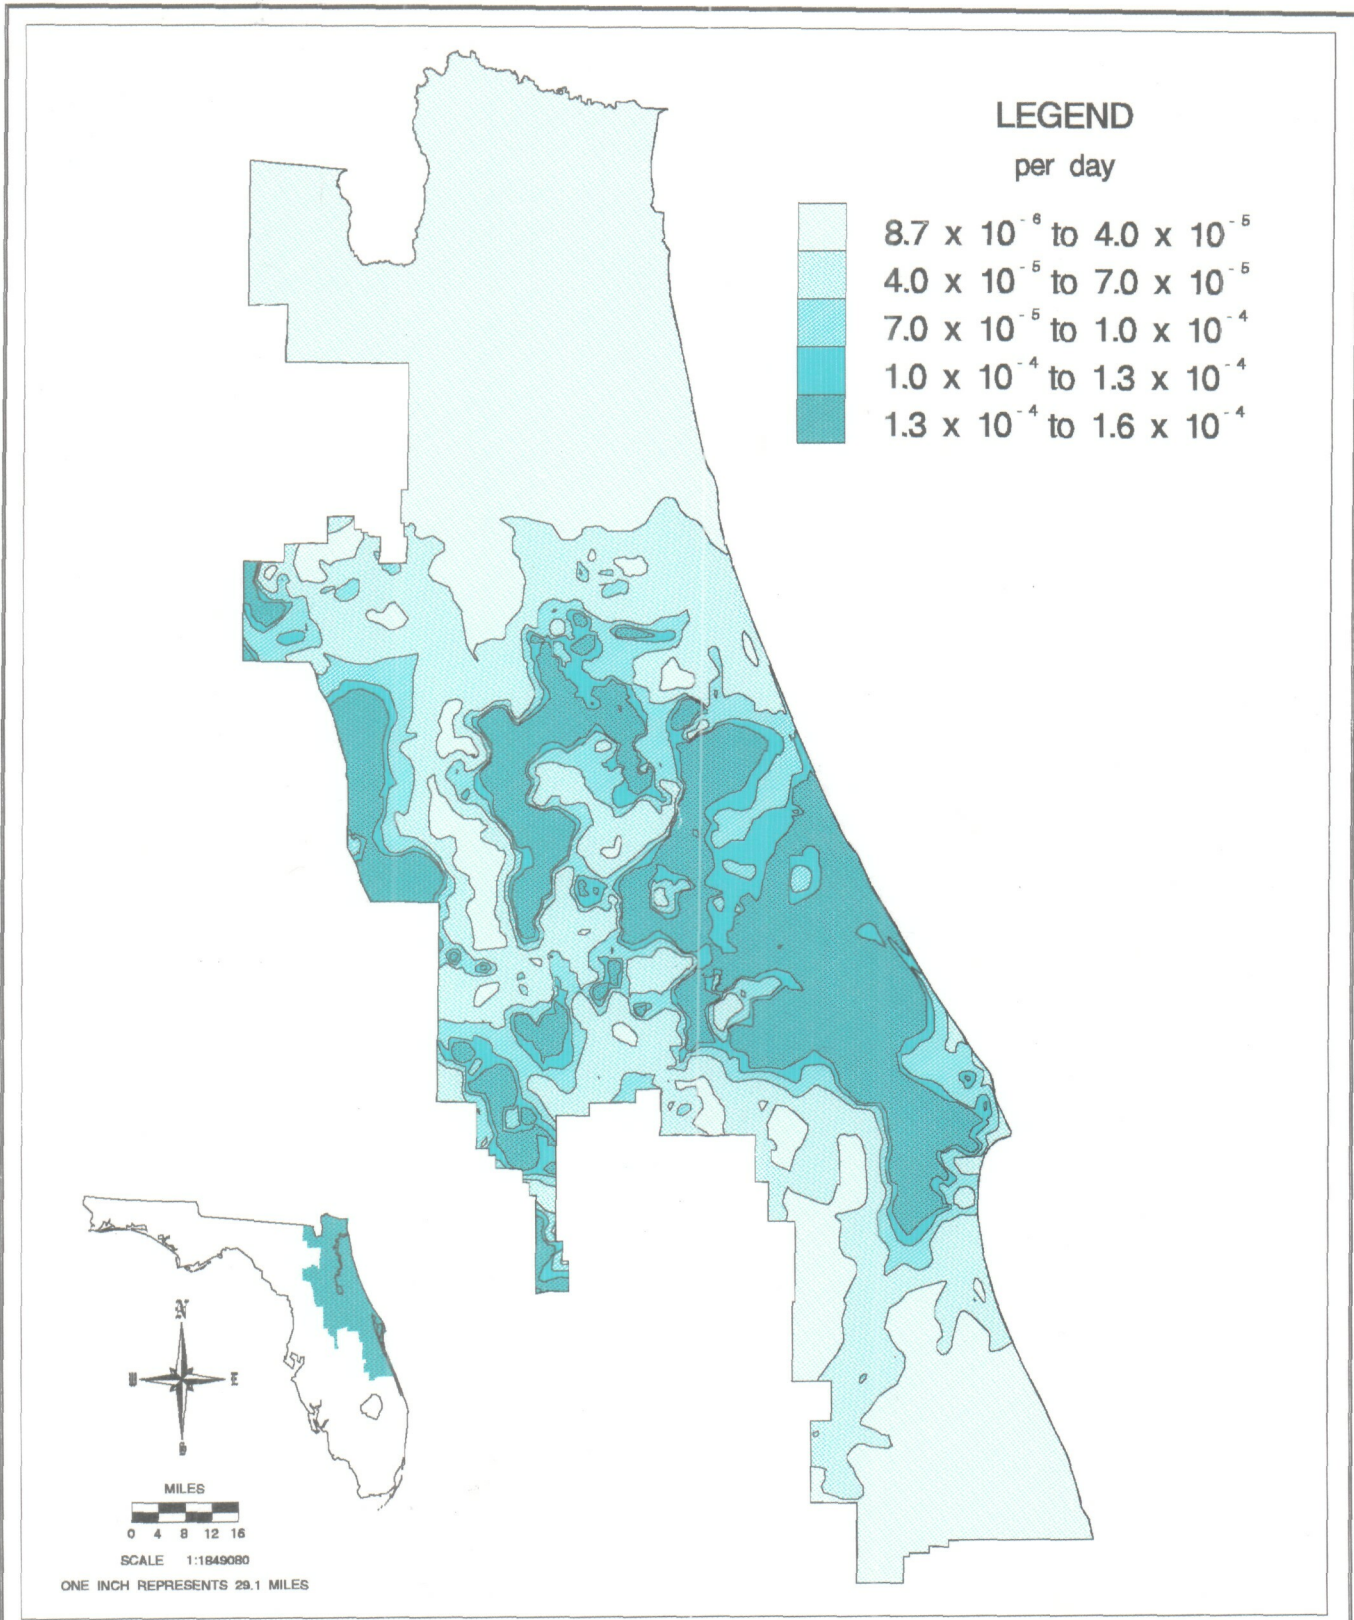 LEGEND
per day
8.7 x 10⁻⁶ to 4.0 x 10⁻⁵
4.0 x 10⁻⁵ to 7.0 x 10⁻⁵
7.0 x 10⁻⁵ to 1.0 x 10⁻⁴
1.0 x 10⁻⁴ to 1.3 x 10⁻⁴
1.3 x 10⁻⁴ to 1.6 x 10⁻⁴
N
W E
S
MILES
0 4 8 12 16
SCALE 1:1849080
ONE INCH REPRESENTS 29.1 MILES